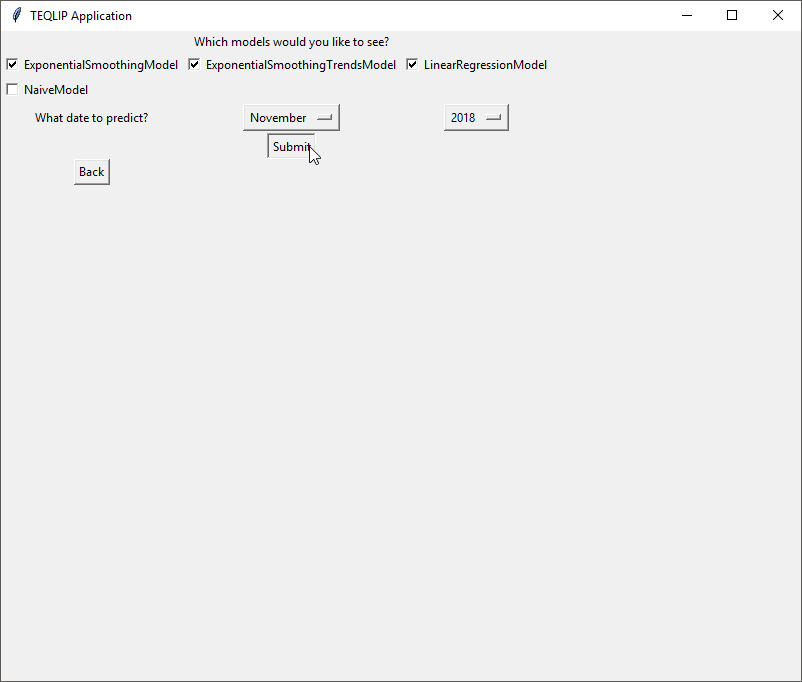 TEQLIP Application
Which models would you like to see?
ExponentialSmoothingModel ExponentialSmoothingTrendsModel LinearRegressionModel
NaiveModel
What date to predict? November 2018
Submit
Back